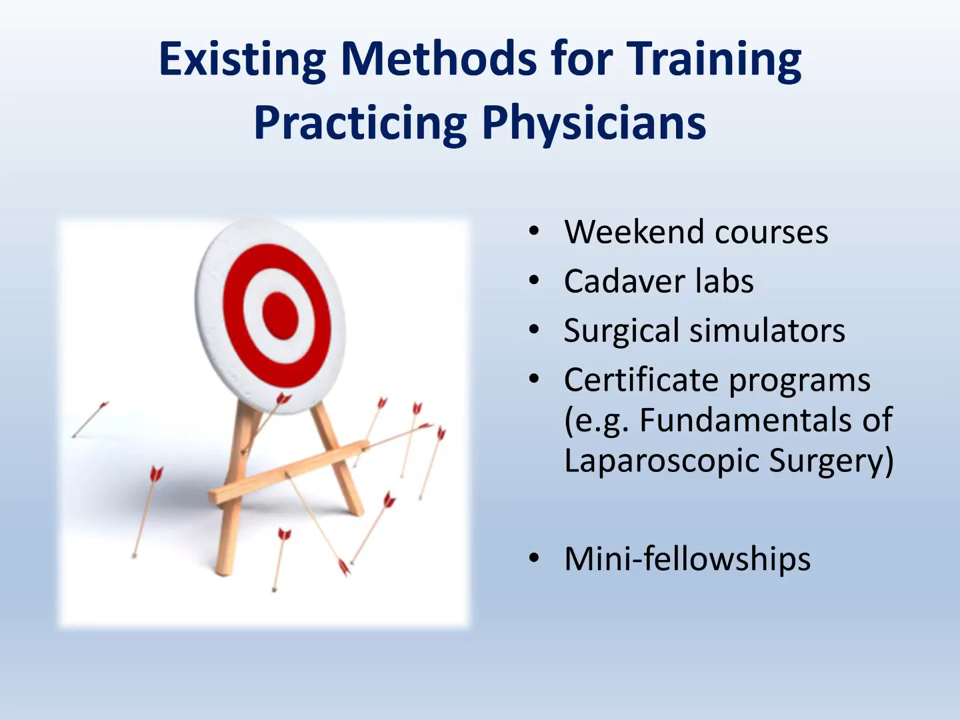 Existing Methods for Training
Practicing Physicians
• Weekend courses
• Cadaver labs
• Surgical simulators
• Certificate programs
(e.g. Fundamentals of
Laparoscopic Surgery)
• Mini-fellowships